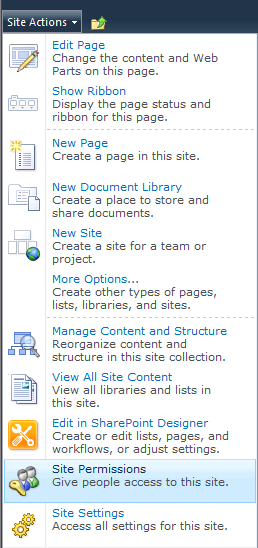 Site Actions
Edit Page
Change the content and Web
Parts on this page.
Show Ribbon
Display the page status and
ribbon for this page.
New Page
Create a page in this site.
New Document Library
Create a place to store and
share documents.
New Site
Create a site for a team or
project.
More Options...
Create other types of pages,
lists, libraries, and sites.
Manage Content and Structure
Reorganize content and
structure in this site collection.
View All Site Content
View all libraries and lists in
this site.
Edit in SharePoint Designer
Create or edit lists, pages, and
workflows, or adjust settings.
Site Permissions
Give people access to this site.
Site Settings
Access all settings for this site.